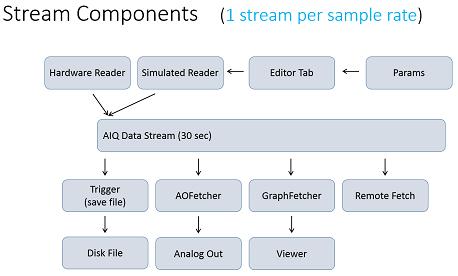 Stream Components (1 stream per sample rate)
Hardware Reader
Simulated Reader
Editor Tab
Params
AIQ Data Stream (30 sec)
Trigger
(save file)
AOFetcher
GraphFetcher
Remote Fetch
Disk File
Analog Out
Viewer